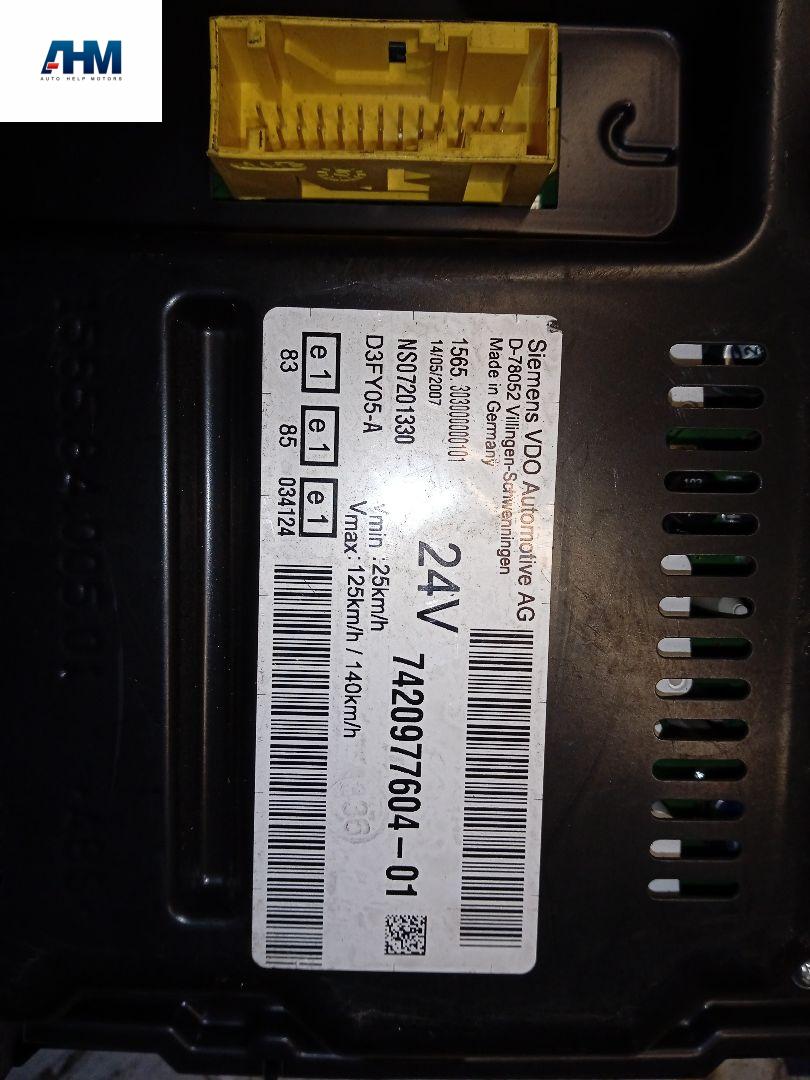 AHM
AUTO HELP MOTORS
Siemens VDO Automotive AG
D-78052 Villingen-Schwenningen
Made in Germany
1565.303000000101
14/05/2007
24V
NS07201330
7420977604-01
D3FY05-A
Vmin :25km/h
Vmax: 125km/h / 140km/h
e1 e1 e1
83 85 034124